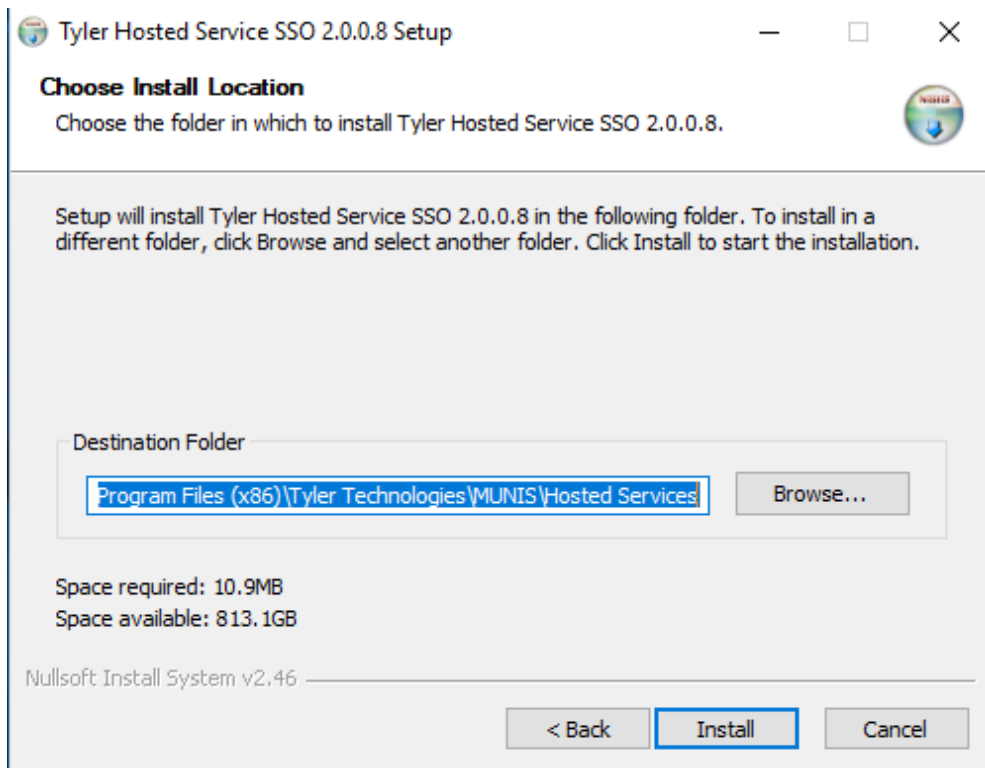 Tyler Hosted Service SSO 2.0.0.8 Setup
Choose Install Location
Choose the folder in which to install Tyler Hosted Service SSO 2.0.0.8.
Setup will install Tyler Hosted Service SSO 2.0.0.8 in the following folder. To install in a
different folder, click Browse and select another folder. Click Install to start the installation.
Destination Folder
Program Files (x86)\Tyler Technologies\MUNIS\Hosted Services
Browse...
Space required: 10.9MB
Space available: 813.1GB
Nullsoft Install System v2.46
< Back
Install
Cancel